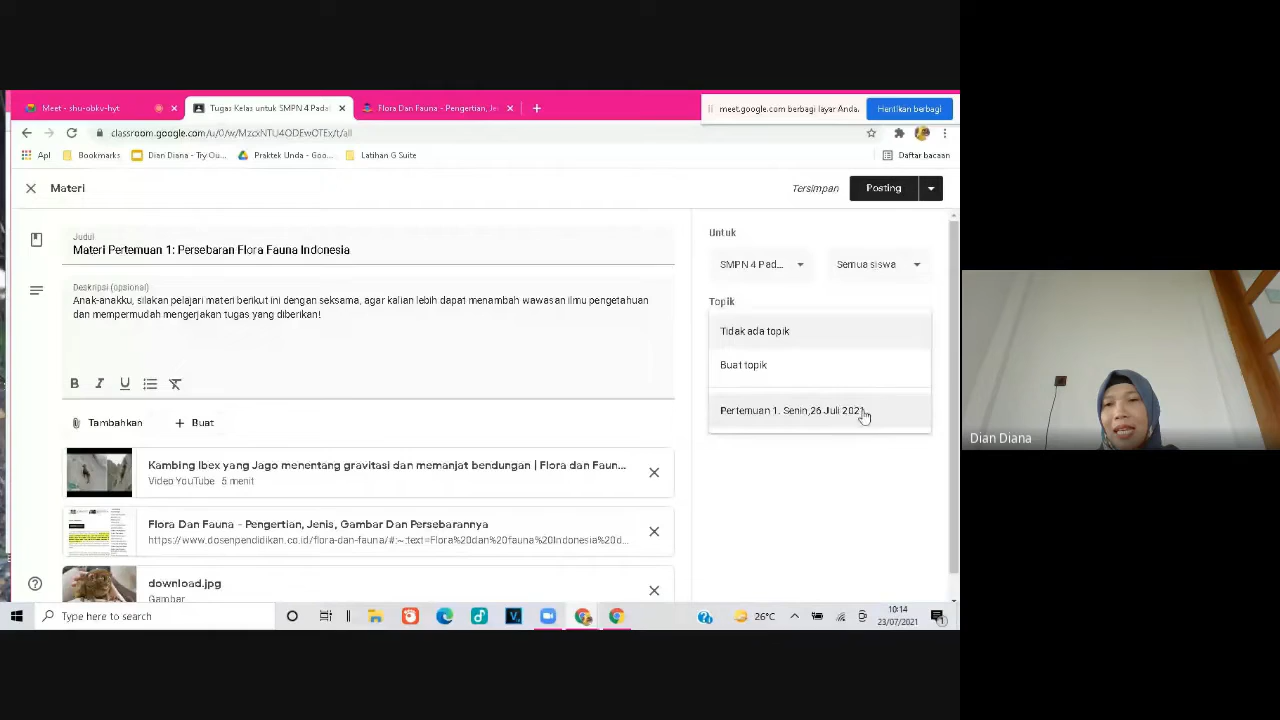 Meet - shu-obkv-hyt
Tugas Kelas untuk SMPN 4 Pada
Flora Dan Fauna - Pengertian, Je
meet.google.com berbagi layar Anda.
Hentikan berbagi
classroom.google.com/u/0/w/MzcxNTU4ODEwOTEx/t/all
Apl
Bookmarks
Dian Diana - Try Ou...
Praktek Unda - Goo...
Latihan G Suite
Daftar bacaan
Materi
Tersimpan
Posting
Judul
Materi Pertemuan 1: Persebaran Flora Fauna Indonesia
Deskripsi (opsional)
Anak-anakku, silakan pelajari materi berikut ini dengan seksama, agar kalian lebih dapat menambah wawasan ilmu pengetahuan
dan mempermudah mengerjakan tugas yang diberikan!
B I U
Tambahkan
Buat
Kambing Ibex yang Jago menentang gravitasi dan memanjat bendungan | Flora dan Faun...
Video YouTube 5 menit
Flora Dan Fauna - Pengertian, Jenis, Gambar Dan Persebarannya
https://www.dosenpendidikan.co.id/flora-dan-fauna/#:~:text=Flora%20dan%20fauna%20Indonesia%20d...
download.jpg
Gambar
Untuk
SMPN 4 Pad...
Semua siswa
Topik
Tidak ada topik
Buat topik
Pertemuan 1. Senin,26 Juli 2021
Dian Diana
Type here to search
26°C
10:14
23/07/2021